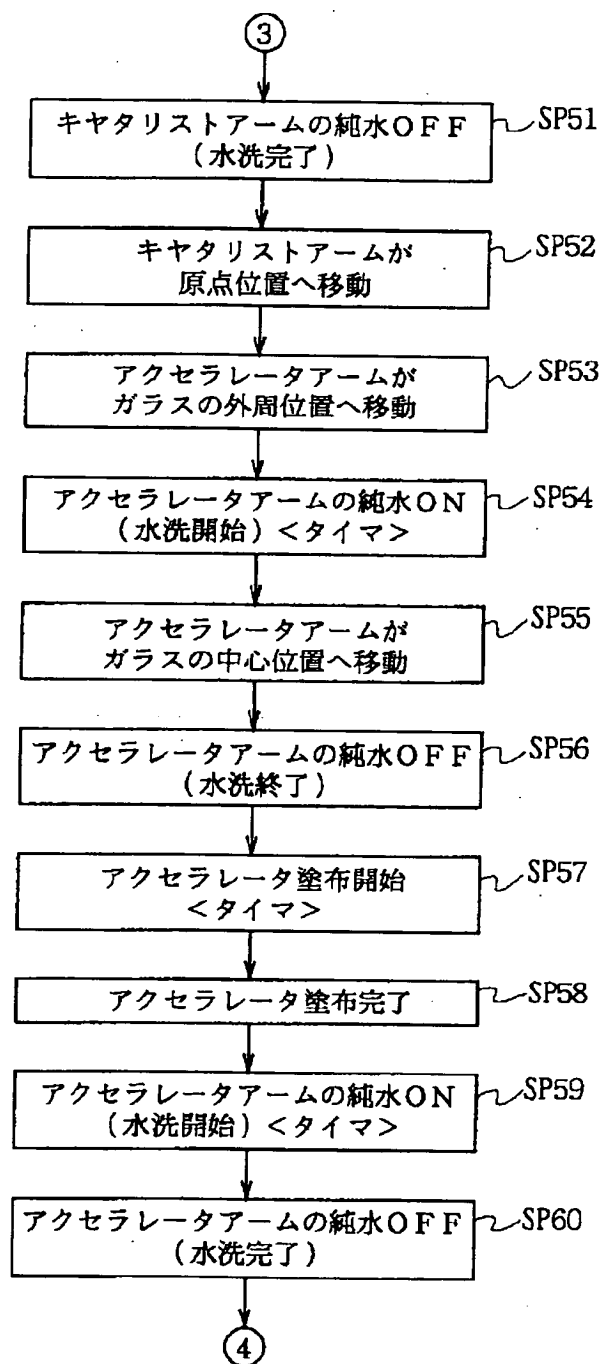 ③
キヤタリストアームの純水OFF
(水洗完了)
SP51
キヤタリストアームが
原点位置へ移動
SP52
アクセラレータアームが
ガラスの外周位置へ移動
SP53
アクセラレータアームの純水ON
(水洗開始)<タイマ>
SP54
アクセラレータアームが
ガラスの中心位置へ移動
SP55
アクセラレータアームの純水OFF
(水洗終了)
SP56
アクセラレータ塗布開始
<タイマ>
SP57
アクセラレータ塗布完了
SP58
アクセラレータアームの純水ON
(水洗開始)<タイマ>
SP59
アクセラレータアームの純水OFF
(水洗完了)
SP60
④